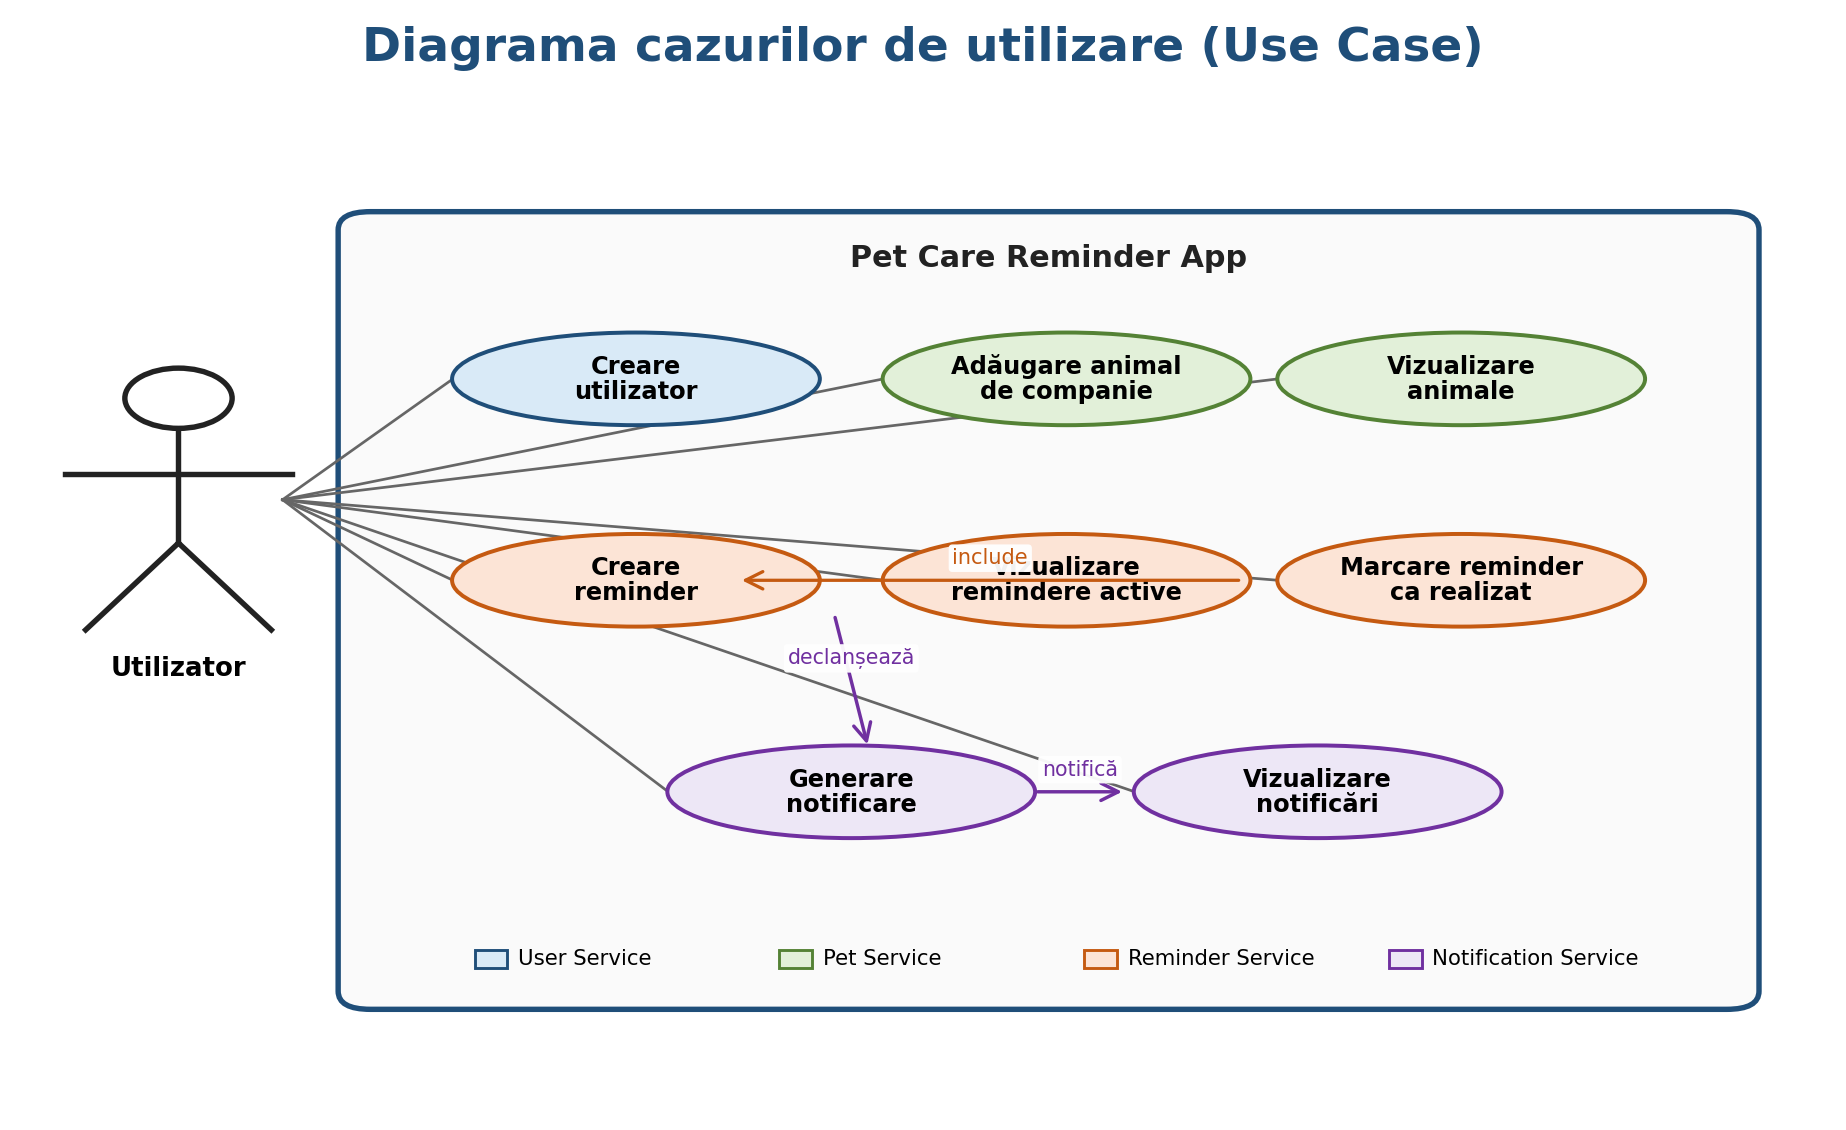 Diagrama cazurilor de utilizare (Use Case)
Pet Care Reminder App
Creare
utilizator
Adăugare animal
de companie
Vizualizare
animale
Creare
reminder
include
Vizualizare
remindere active
Marcare reminder
ca realizat
Utilizator
declanșează
Generare
notificare
notifică
Vizualizare
notificări
User Service
Pet Service
Reminder Service
Notification Service